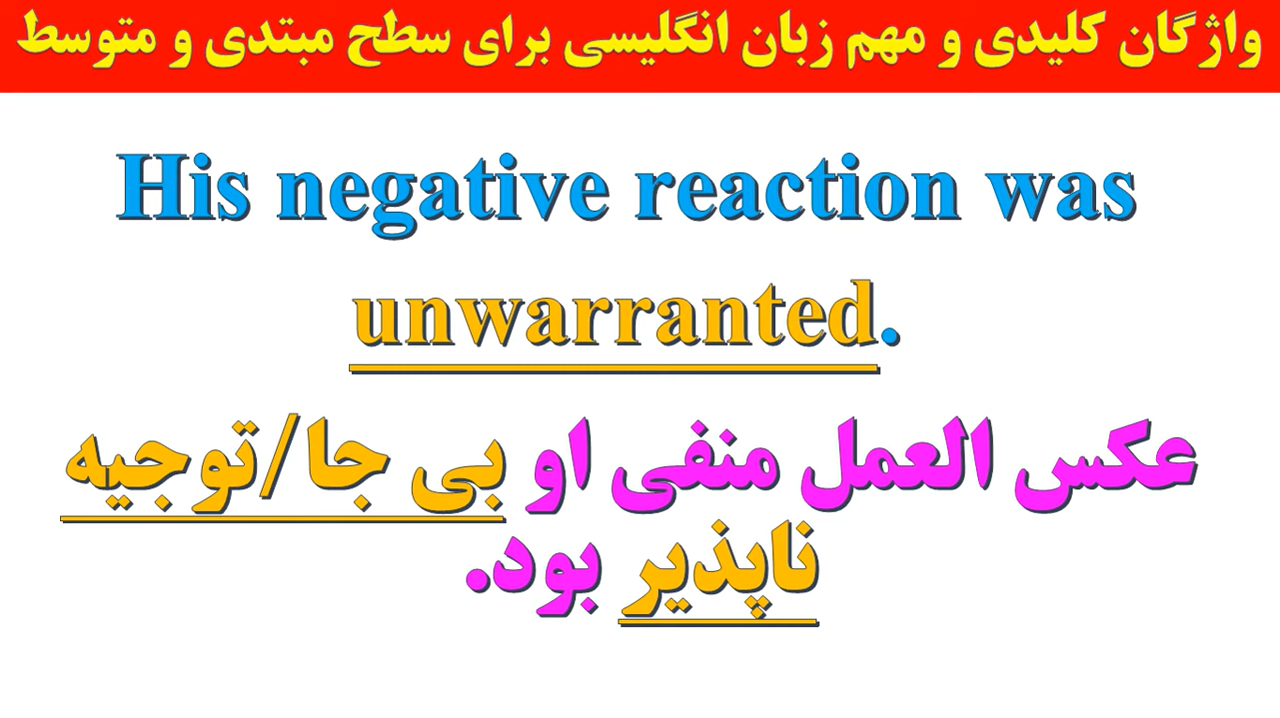 واژگان کلیدی و مهم زبان انگلیسی برای سطح مبتدی و متوسط
His negative reaction was
unwarranted.
عکس العمل منفی او بی جا/توجیه
ناپذیر بود.